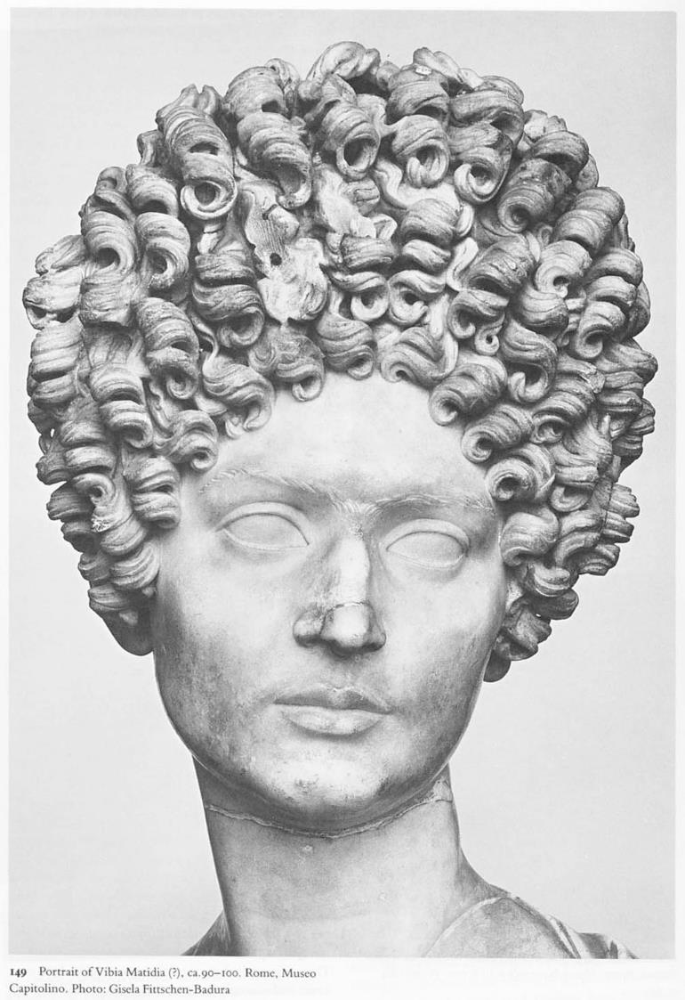 149 Portrait of Vibia Matidia (?), ca.90–100. Rome, Museo
Capitolino. Photo: Gisela Fittschen-Badura